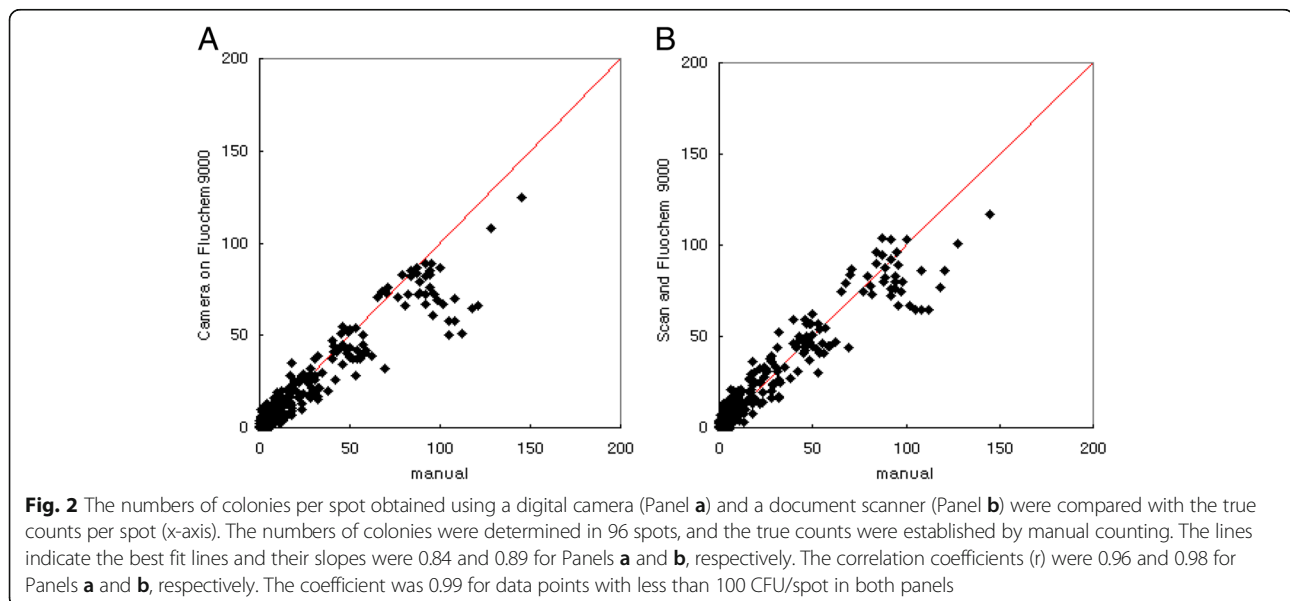 A
B
200
150
100
50
0
Camera on Fluochem 9000
0 50 100 150 200
manual
200
150
100
50
0
Scan and Fluochem 9000
0 50 100 150 200
manual
Fig. 2 The numbers of colonies per spot obtained using a digital camera (Panel a) and a document scanner (Panel b) were compared with the true
counts per spot (x-axis). The numbers of colonies were determined in 96 spots, and the true counts were established by manual counting. The lines
indicate the best fit lines and their slopes were 0.84 and 0.89 for Panels a and b, respectively. The correlation coefficients (r) were 0.96 and 0.98 for
Panels a and b, respectively. The coefficient was 0.99 for data points with less than 100 CFU/spot in both panels